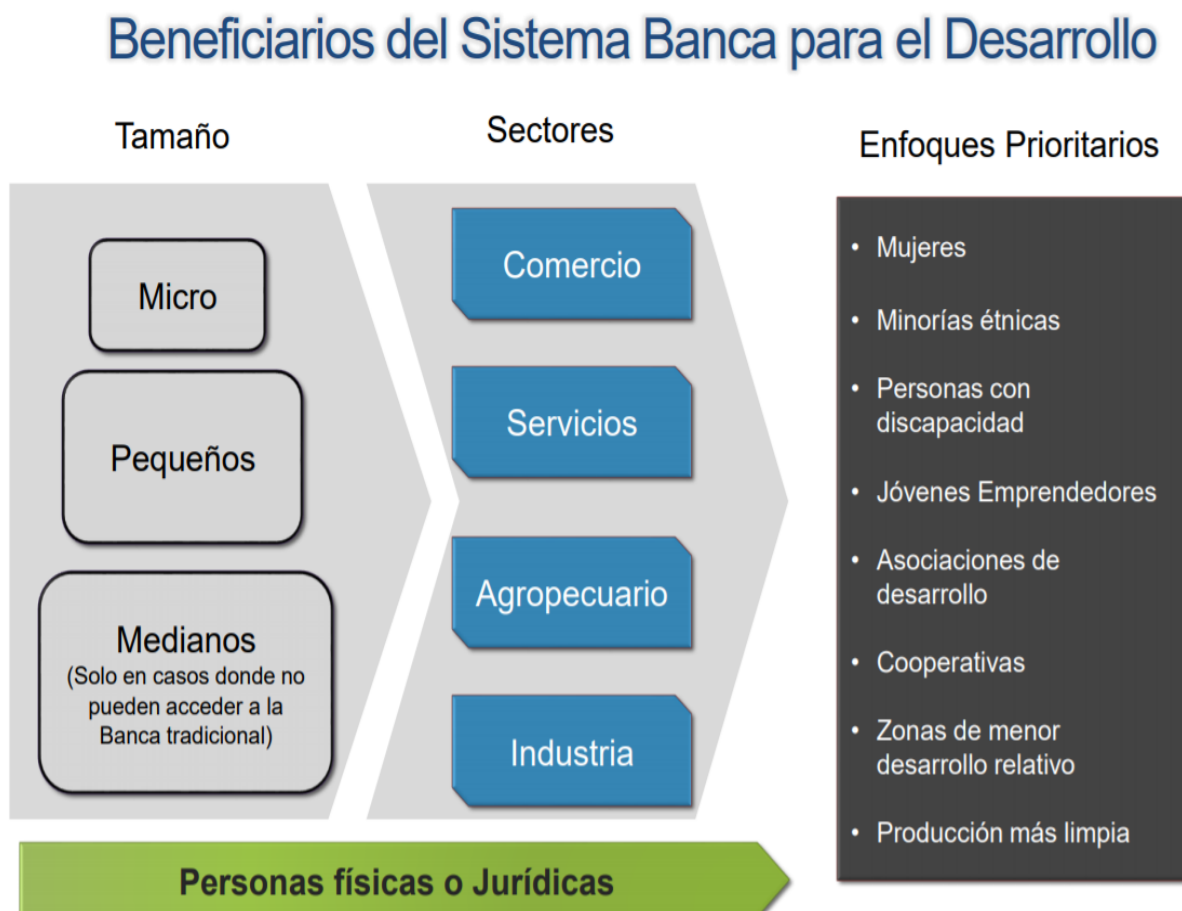 Beneficiarios del Sistema Banca para el Desarrollo
Tamaño
Micro
Pequeños
Medianos
(Solo en casos donde no
pueden acceder a la
Banca tradicional)
Sectores
Comercio
Servicios
Agropecuario
Industria
Enfoques Prioritarios
• Mujeres
• Minorías étnicas
• Personas con
discapacidad
• Jóvenes Emprendedores
• Asociaciones de
desarrollo
• Cooperativas
• Zonas de menor
desarrollo relativo
• Producción más limpia
Personas físicas o Jurídicas